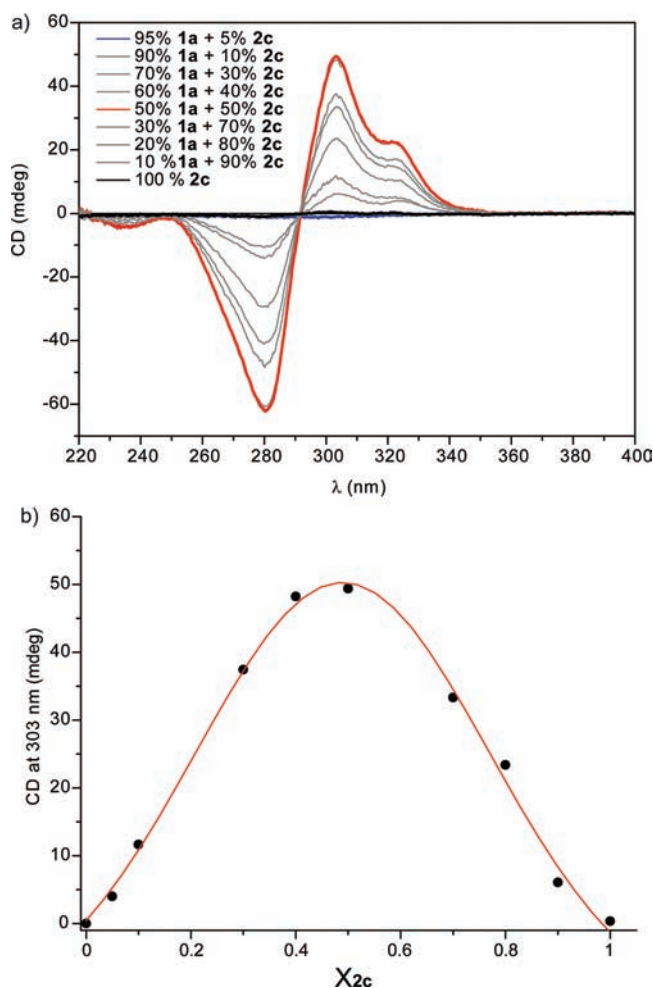 a)
95% 1a + 5% 2c
90% 1a + 10% 2c
70% 1a + 30% 2c
60% 1a + 40% 2c
50% 1a + 50% 2c
30% 1a + 70% 2c
20% 1a + 80% 2c
10 %1a + 90% 2c
100 % 2c
60
40
20
0
-20
-40
-60
CD (mdeg)
220 240 260 280 300 320 340 360 380 400
λ (nm)
b)
60
50
40
30
20
10
0
CD at 303 nm (mdeg)
0 0.2 0.4 0.6 0.8 1
X2c